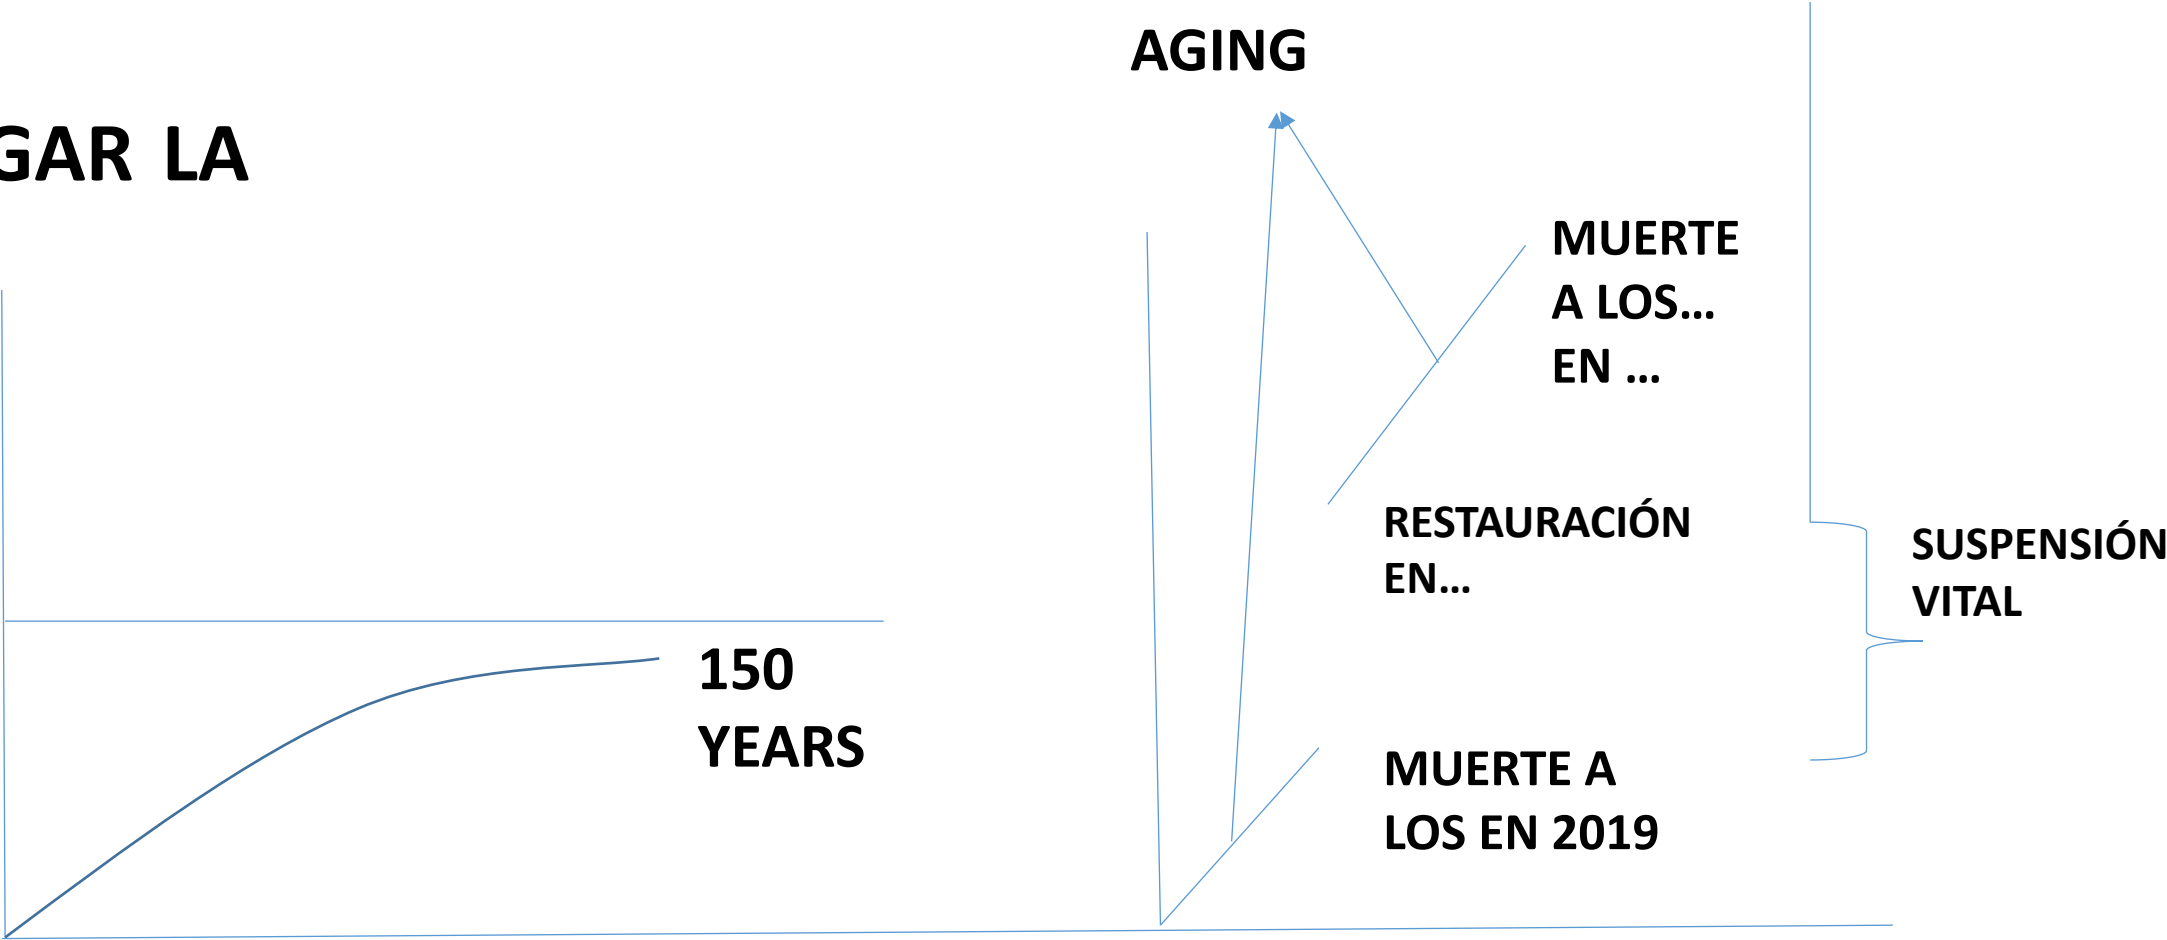 GAR LA
150
YEARS
AGING
MUERTE
A LOS...
EN ...
RESTAURACIÓN
EN...
MUERTE A
LOS EN 2019
SUSPENSIÓN
VITAL